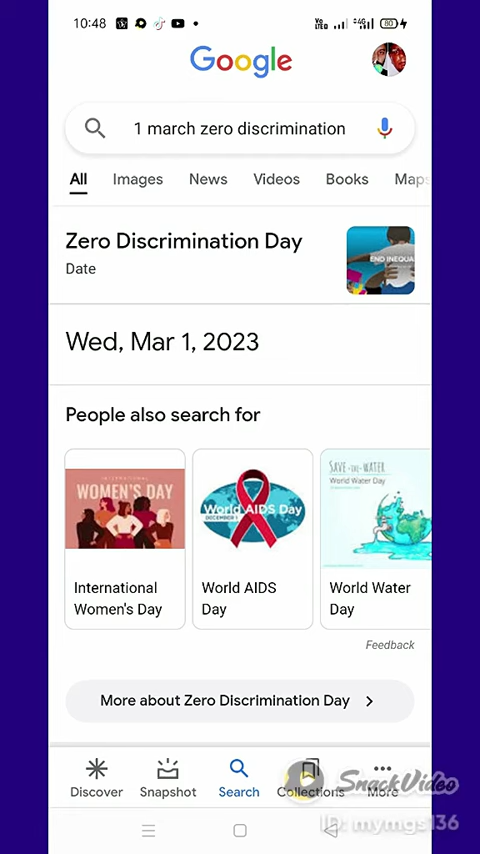 10:48
80
Google
1 march zero discrimination
All Images News Videos Books Maps
Zero Discrimination Day
Date
END INEQUA
Wed, Mar 1, 2023
People also search for
INTERNATIONAL
WOMEN'S DAY
World AIDS Day
DECEMBER 1
SAVE THE WATER
World Water Day
International
Women's Day
World AIDS
Day
World Water
Day
Feedback
More about Zero Discrimination Day
Discover Snapshot Search Collections More
SnackVideo
ID: mymgs136